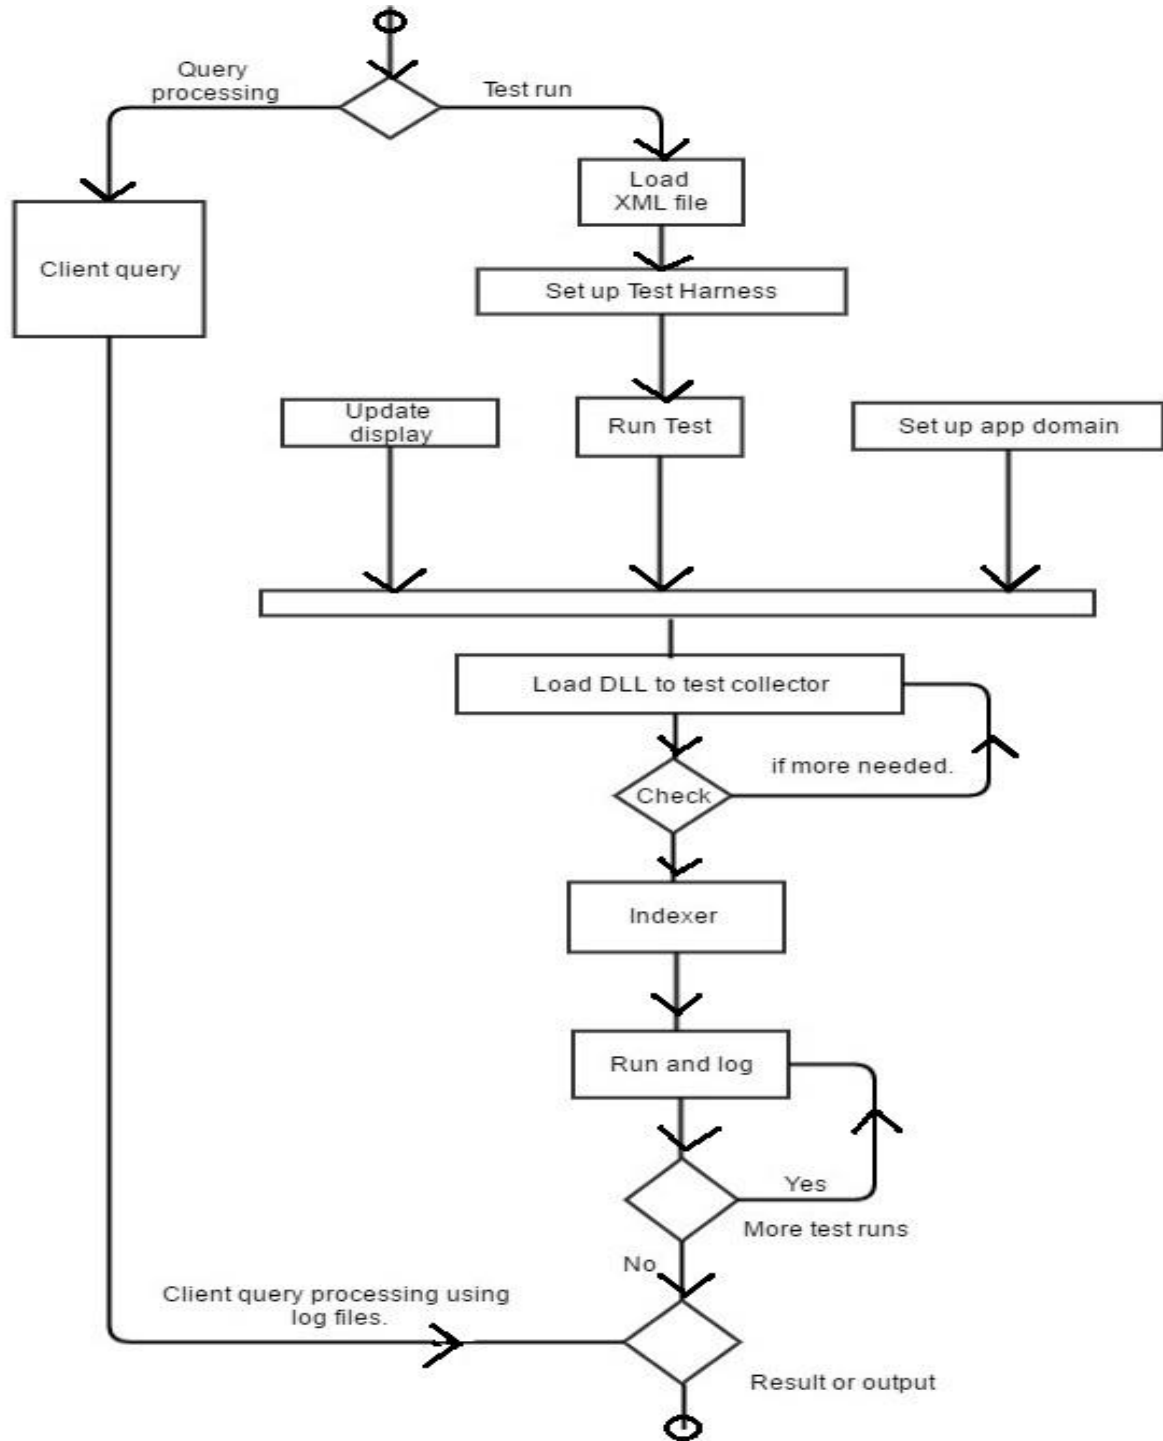 Query
processing
Test run
Load
XML file
Client query
Set up Test Harness
Update
display
Run Test
Set up app domain
Load DLL to test collector
if more needed.
Check
Indexer
Run and log
Yes
More test runs
No
Client query processing using
log files.
Result or output